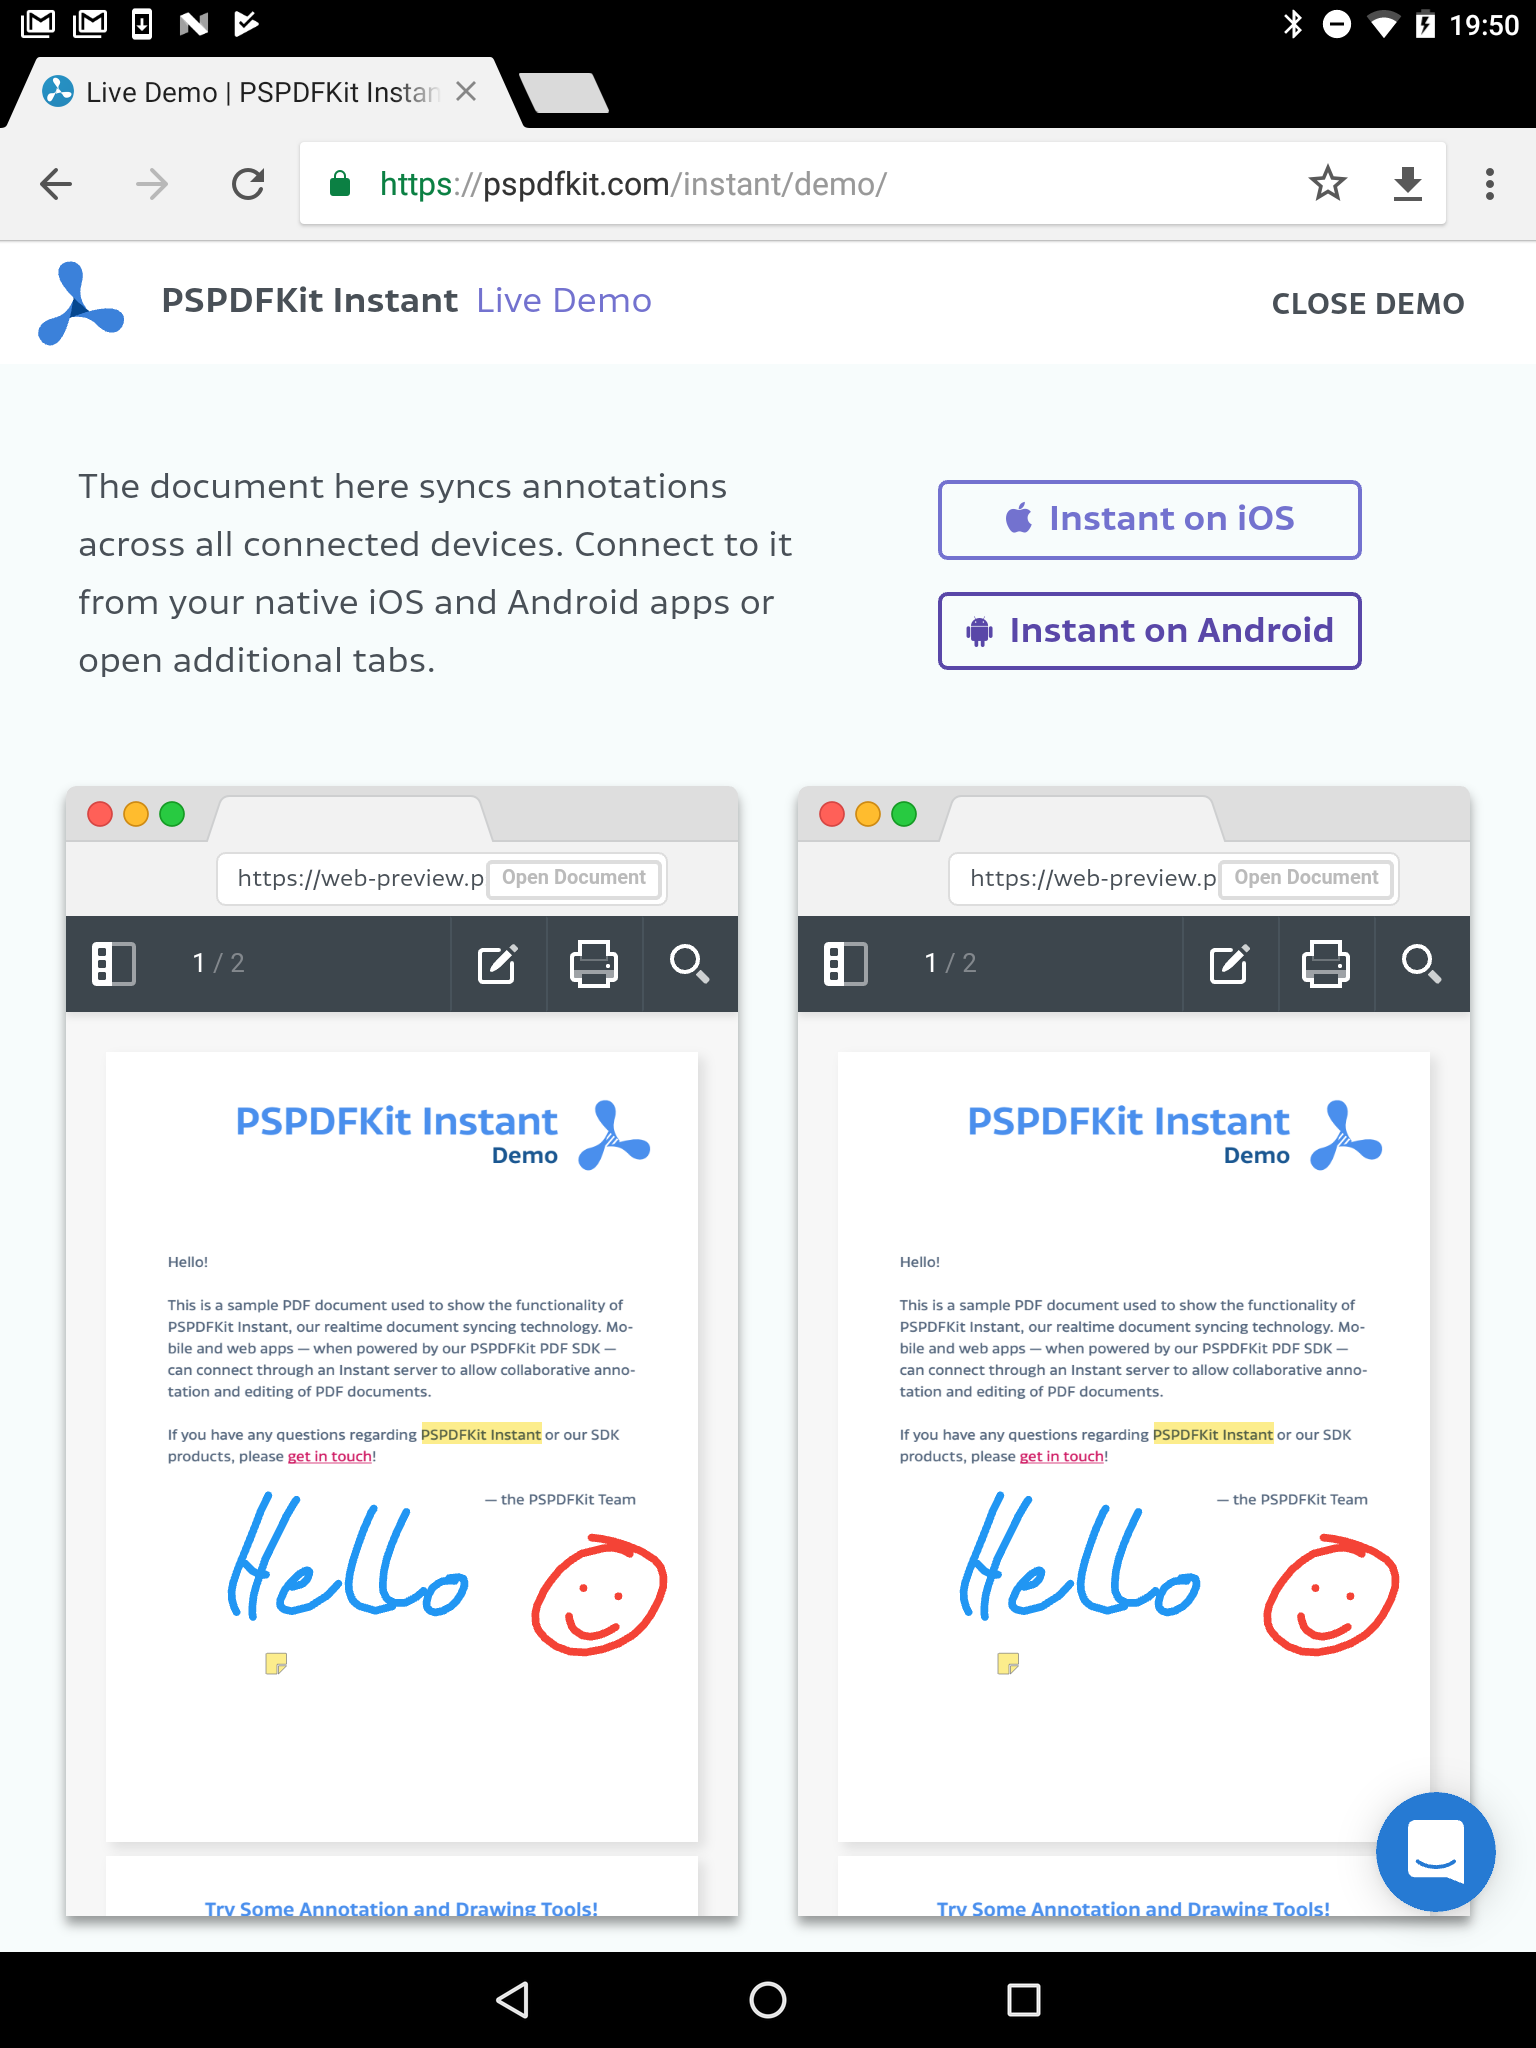 19:50
Live Demo | PSPDFKit Instan
https://pspdfkit.com/instant/demo/
PSPDFKit Instant Live Demo
CLOSE DEMO
The document here syncs annotations
across all connected devices. Connect to it
from your native iOS and Android apps or
open additional tabs.
Instant on iOS
Instant on Android
https://web-preview.p
Open Document
1 / 2
PSPDFKit Instant
Demo
Hello!
This is a sample PDF document used to show the functionality of
PSPDFKit Instant, our realtime document syncing technology. Mo-
bile and web apps — when powered by our PSPDFKit PDF SDK —
can connect through an Instant server to allow collaborative anno-
tation and editing of PDF documents.
If you have any questions regarding PSPDFKit Instant or our SDK
products, please get in touch!
— the PSPDFKit Team
Hello
Try Some Annotation and Drawing Tools!
https://web-preview.p
Open Document
1 / 2
PSPDFKit Instant
Demo
Hello!
This is a sample PDF document used to show the functionality of
PSPDFKit Instant, our realtime document syncing technology. Mo-
bile and web apps — when powered by our PSPDFKit PDF SDK —
can connect through an Instant server to allow collaborative anno-
tation and editing of PDF documents.
If you have any questions regarding PSPDFKit Instant or our SDK
products, please get in touch!
— the PSPDFKit Team
Hello
Try Some Annotation and Drawing Tools!